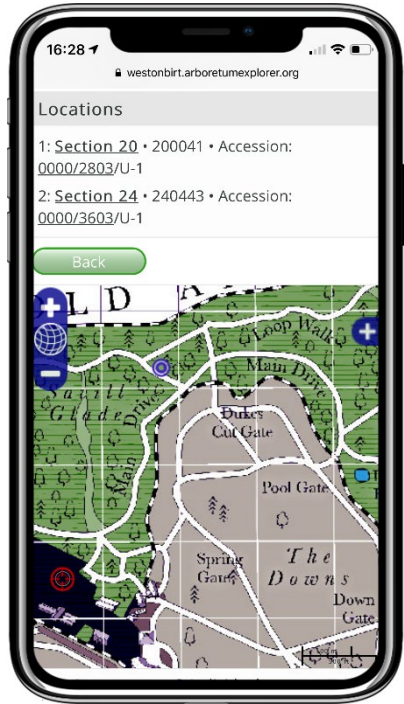 16:28
westonbirt.arboretumexplorer.org
Locations
1: Section 20 • 200041 • Accession:
0000/2803/U-1
2: Section 24 • 240443 • Accession:
0000/3603/U-1
Back
L D
Loop Walk
Main Drive
Savill
Glade
Main Drive
Dukes
Cut Gate
Pool Gate
Spring
Gate
The
Downs
Down
Gate